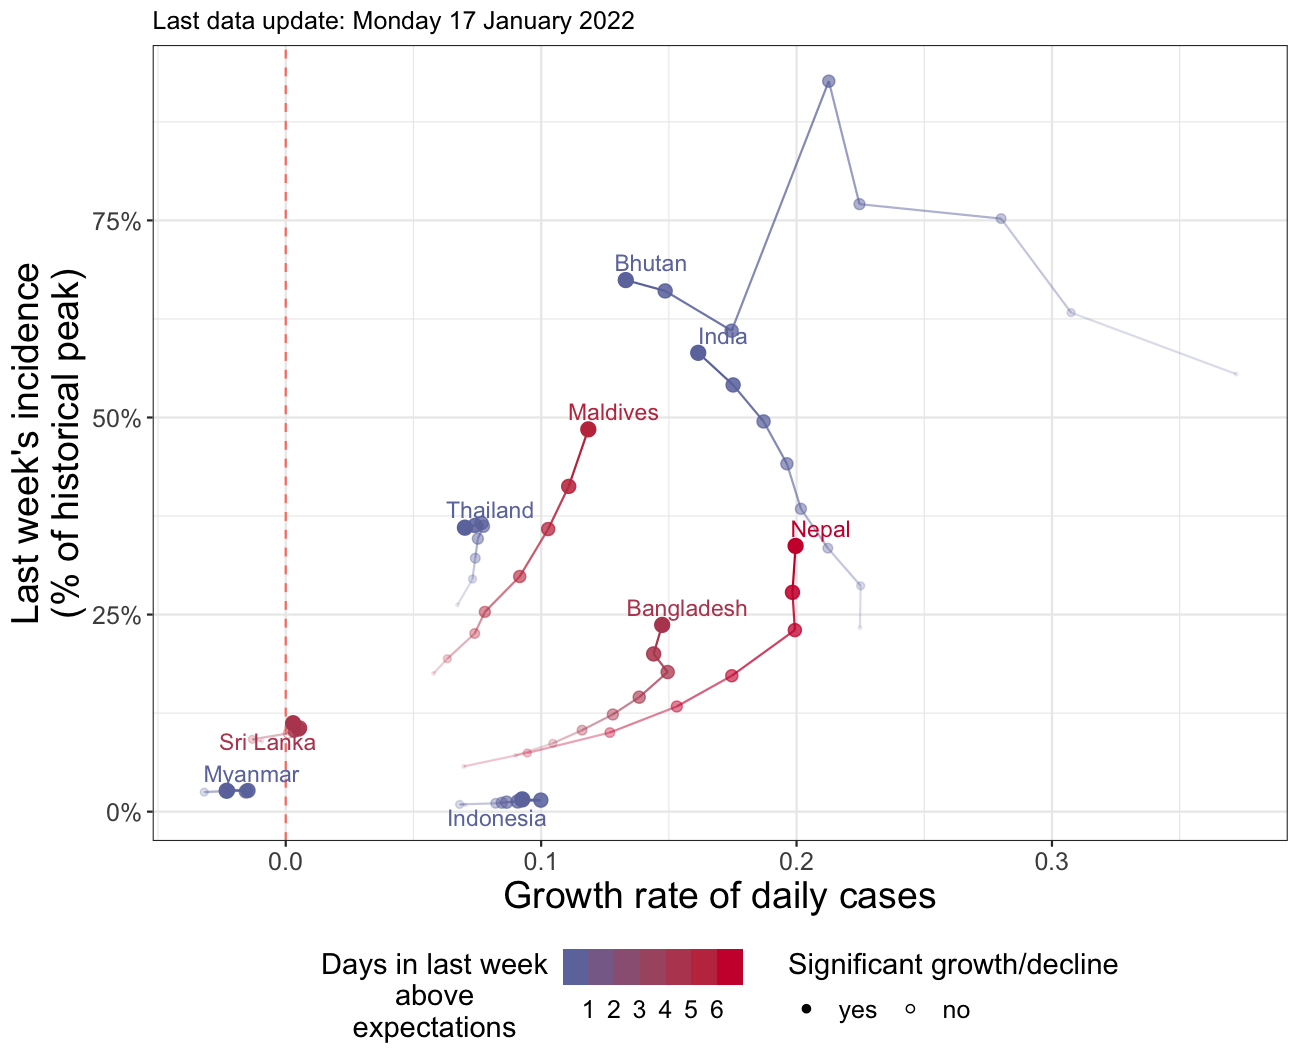 Last data update: Monday 17 January 2022
Last week's incidence
(% of historical peak)
75%
50%
25%
0%
Bhutan
India
Maldives
Thailand
Nepal
Bangladesh
Sri Lanka
Myanmar
Indonesia
0.0 0.1 0.2 0.3
Growth rate of daily cases
Days in last week
above
expectations
1 2 3 4 5 6
Significant growth/decline
yes no